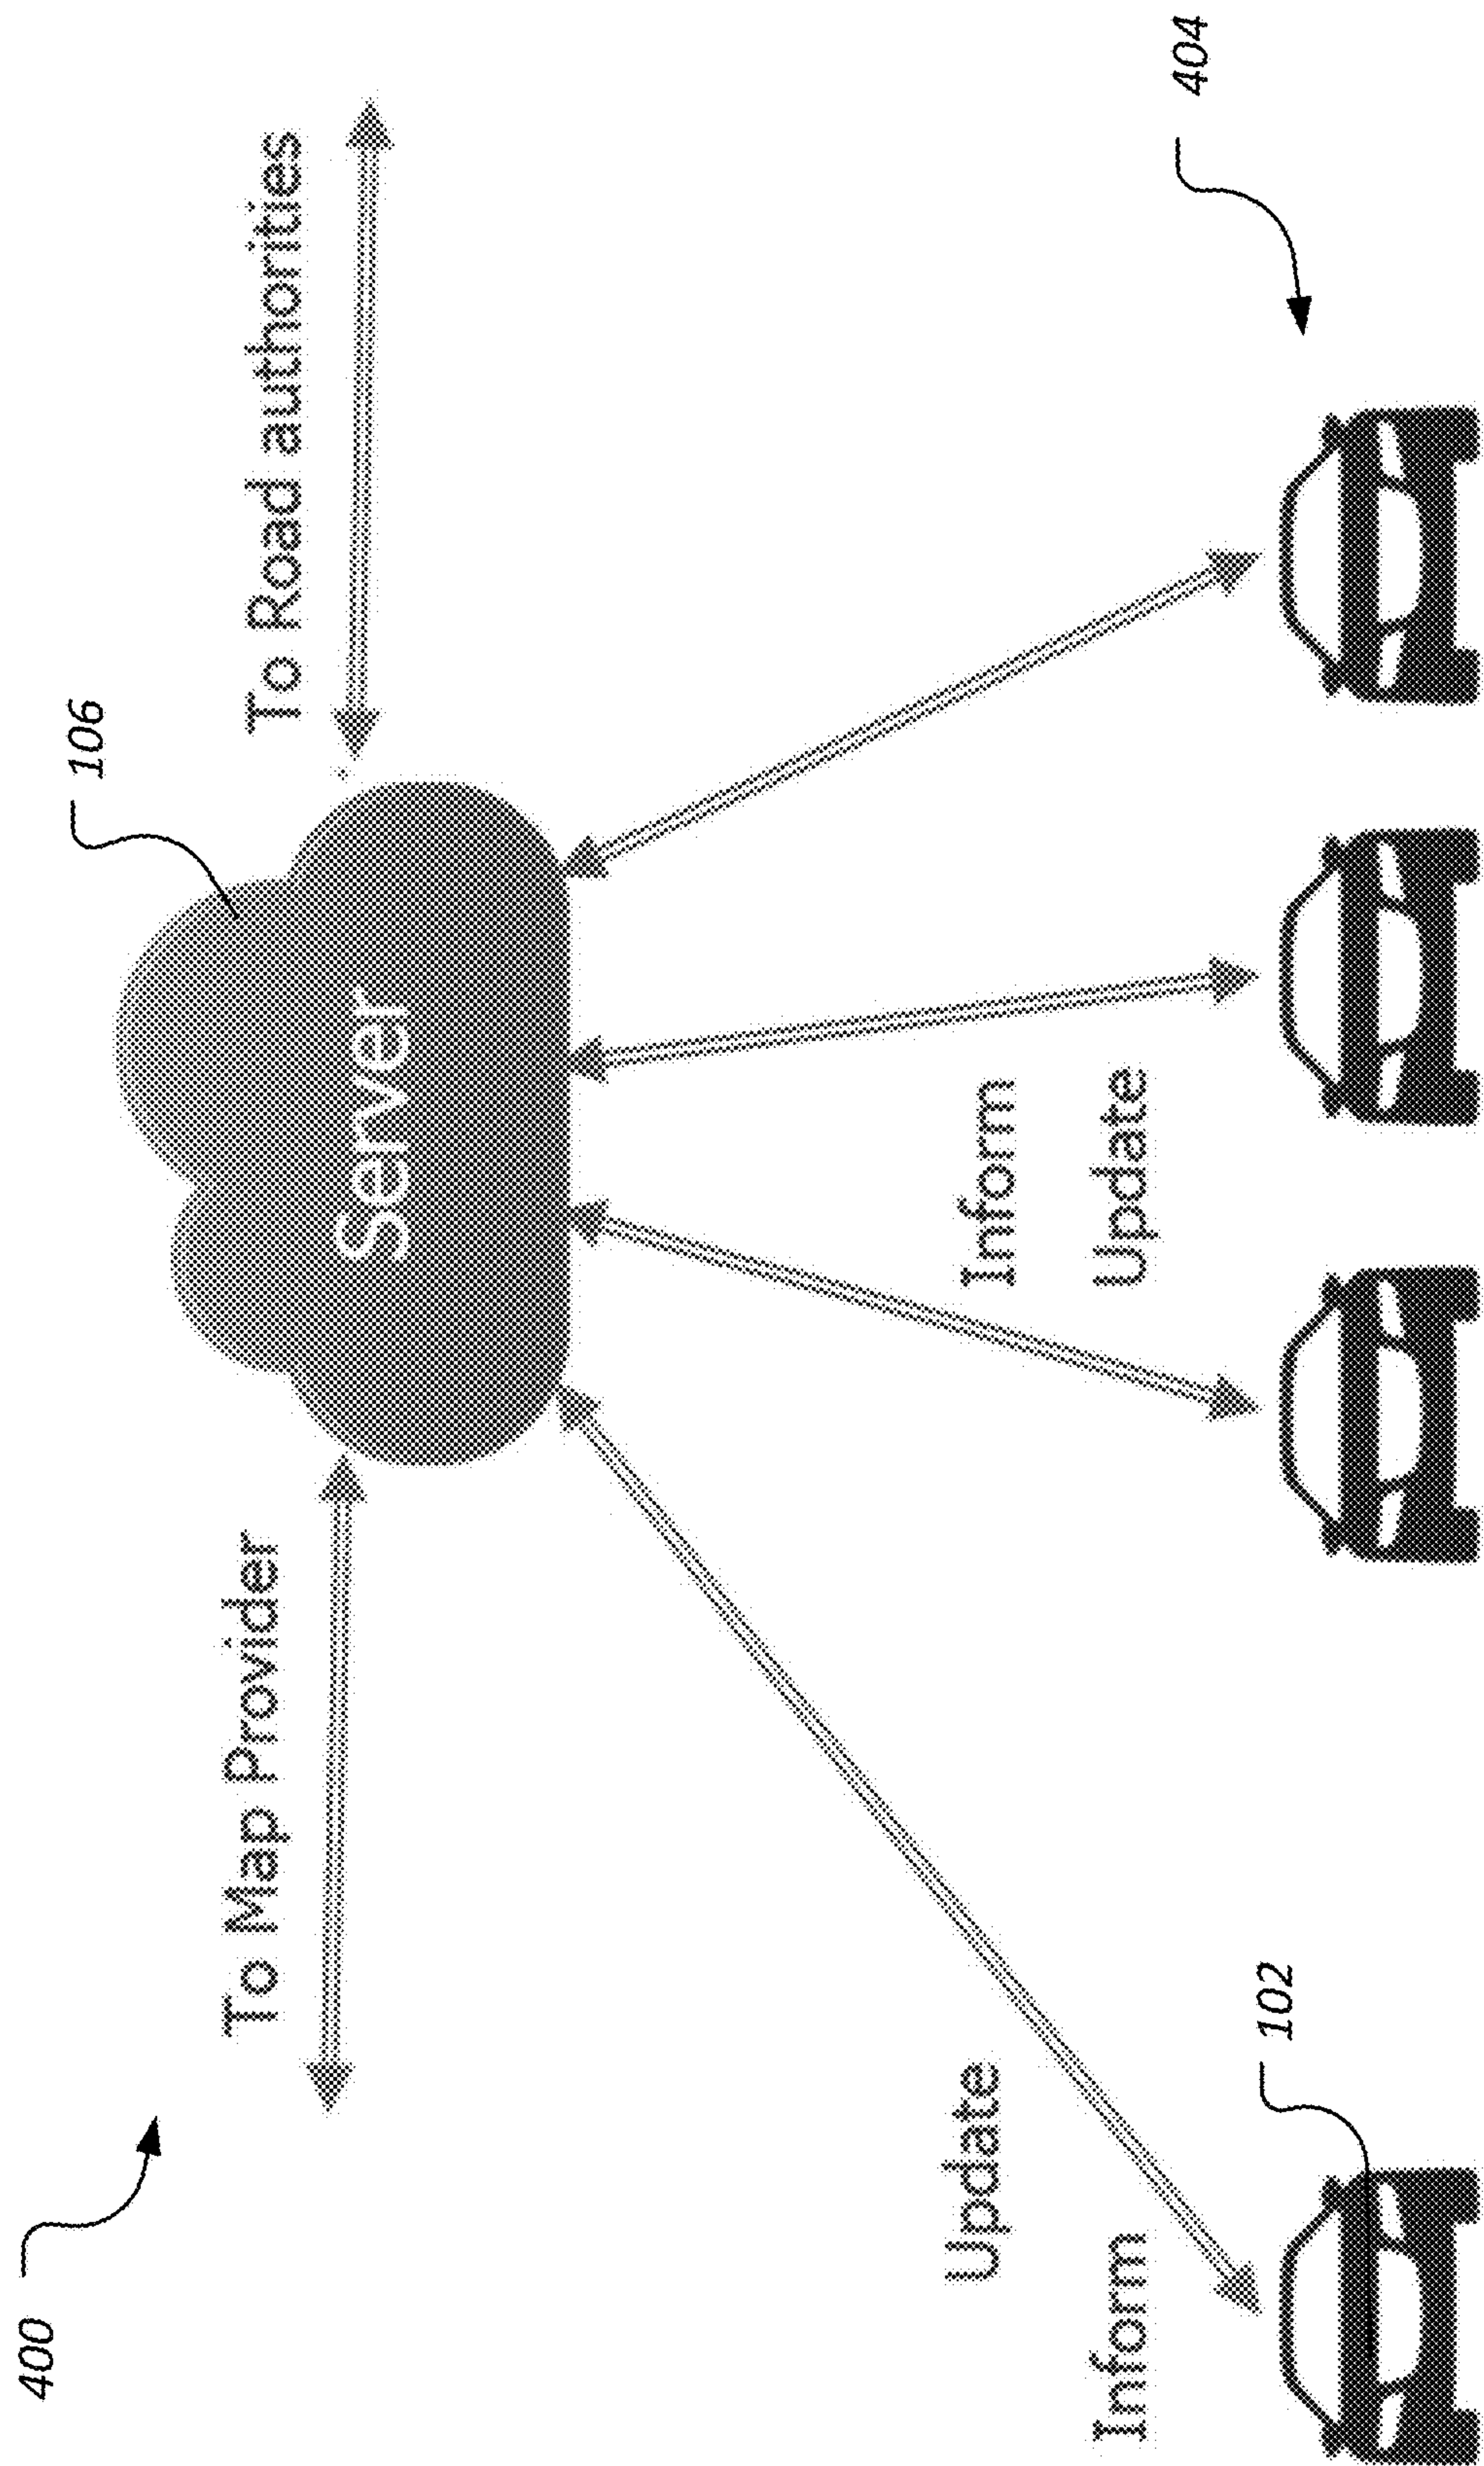 400
106
To Map Provider
To Road authorities
Server
404
Update
Inform
Inform
Update
102